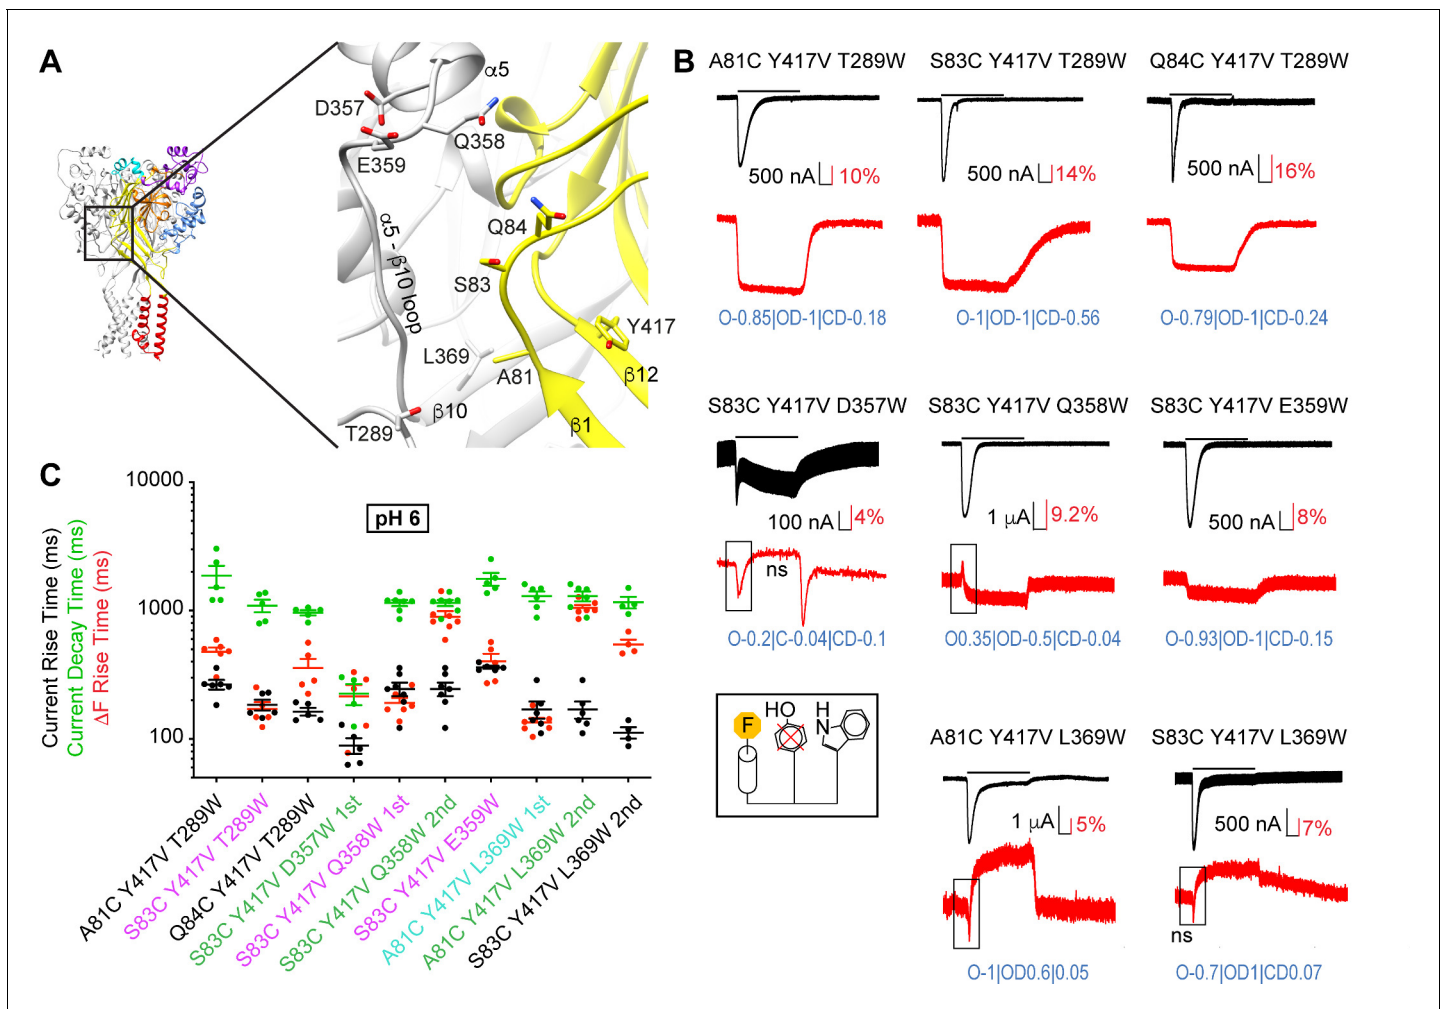 A
α5
D357
Q358
E359
α5 - β10 loop
Q84
S83
Y417
L369
A81
β12
β10
T289
β1
B
A81C Y417V T289W
S83C Y417V T289W
Q84C Y417V T289W
500 nA 10%
500 nA 14%
500 nA 16%
O-0.85|OD-1|CD-0.18
O-1|OD-1|CD-0.56
O-0.79|OD-1|CD-0.24
S83C Y417V D357W
S83C Y417V Q358W
S83C Y417V E359W
100 nA 4%
1 μA 9.2%
500 nA 8%
ns
O-0.2|C-0.04|CD-0.1
O0.35|OD-0.5|CD-0.04
O-0.93|OD-1|CD-0.15
F
HO
H
N
A81C Y417V L369W
S83C Y417V L369W
1 μA 5%
500 nA 7%
ns
O-1|OD0.6|0.05
O-0.7|OD1|CD0.07
C
Current Rise Time (ms)
Current Decay Time (ms)
ΔF Rise Time (ms)
10000
1000
100
pH 6
A81C Y417V T289W
S83C Y417V T289W
Q84C Y417V T289W
S83C Y417V D357W 1st
S83C Y417V Q358W 1st
S83C Y417V Q358W 2nd
S83C Y417V E359W
A81C Y417V L369W 1st
A81C Y417V L369W 2nd
S83C Y417V L369W 2nd